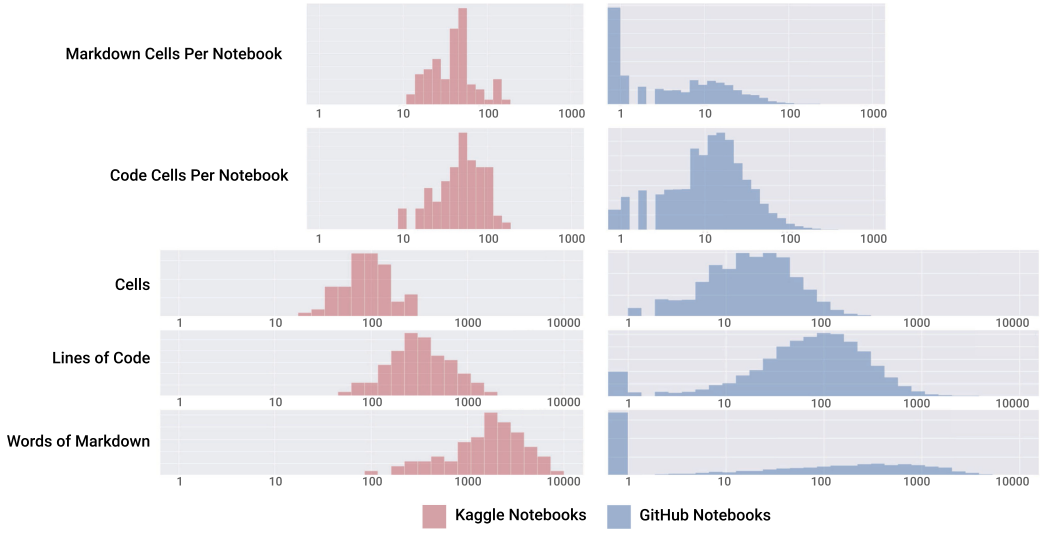 Markdown Cells Per Notebook
1 10 100 1000
1 10 100 1000
Code Cells Per Notebook
1 10 100 1000
1 10 100 1000
Cells
1 10 100 1000 10000
1 10 100 1000 10000
Lines of Code
1 10 100 1000 10000
1 10 100 1000 10000
Words of Markdown
1 10 100 1000 10000
1 10 100 1000 10000
Kaggle Notebooks
GitHub Notebooks